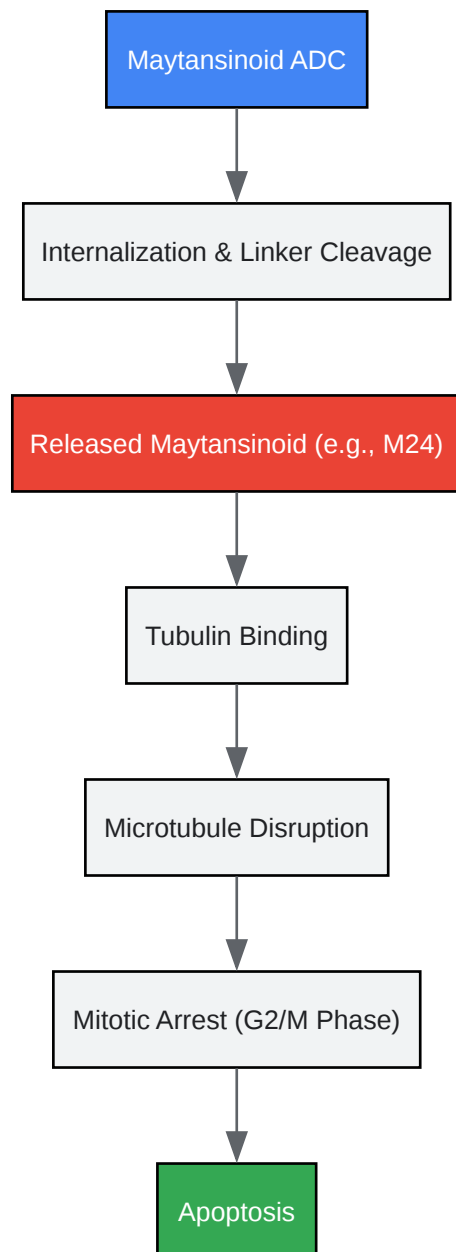 Maytansinoid ADC
Internalization & Linker Cleavage
Released Maytansinoid (e.g., M24)
Tubulin Binding
Microtubule Disruption
Mitotic Arrest (G2/M Phase)
Apoptosis